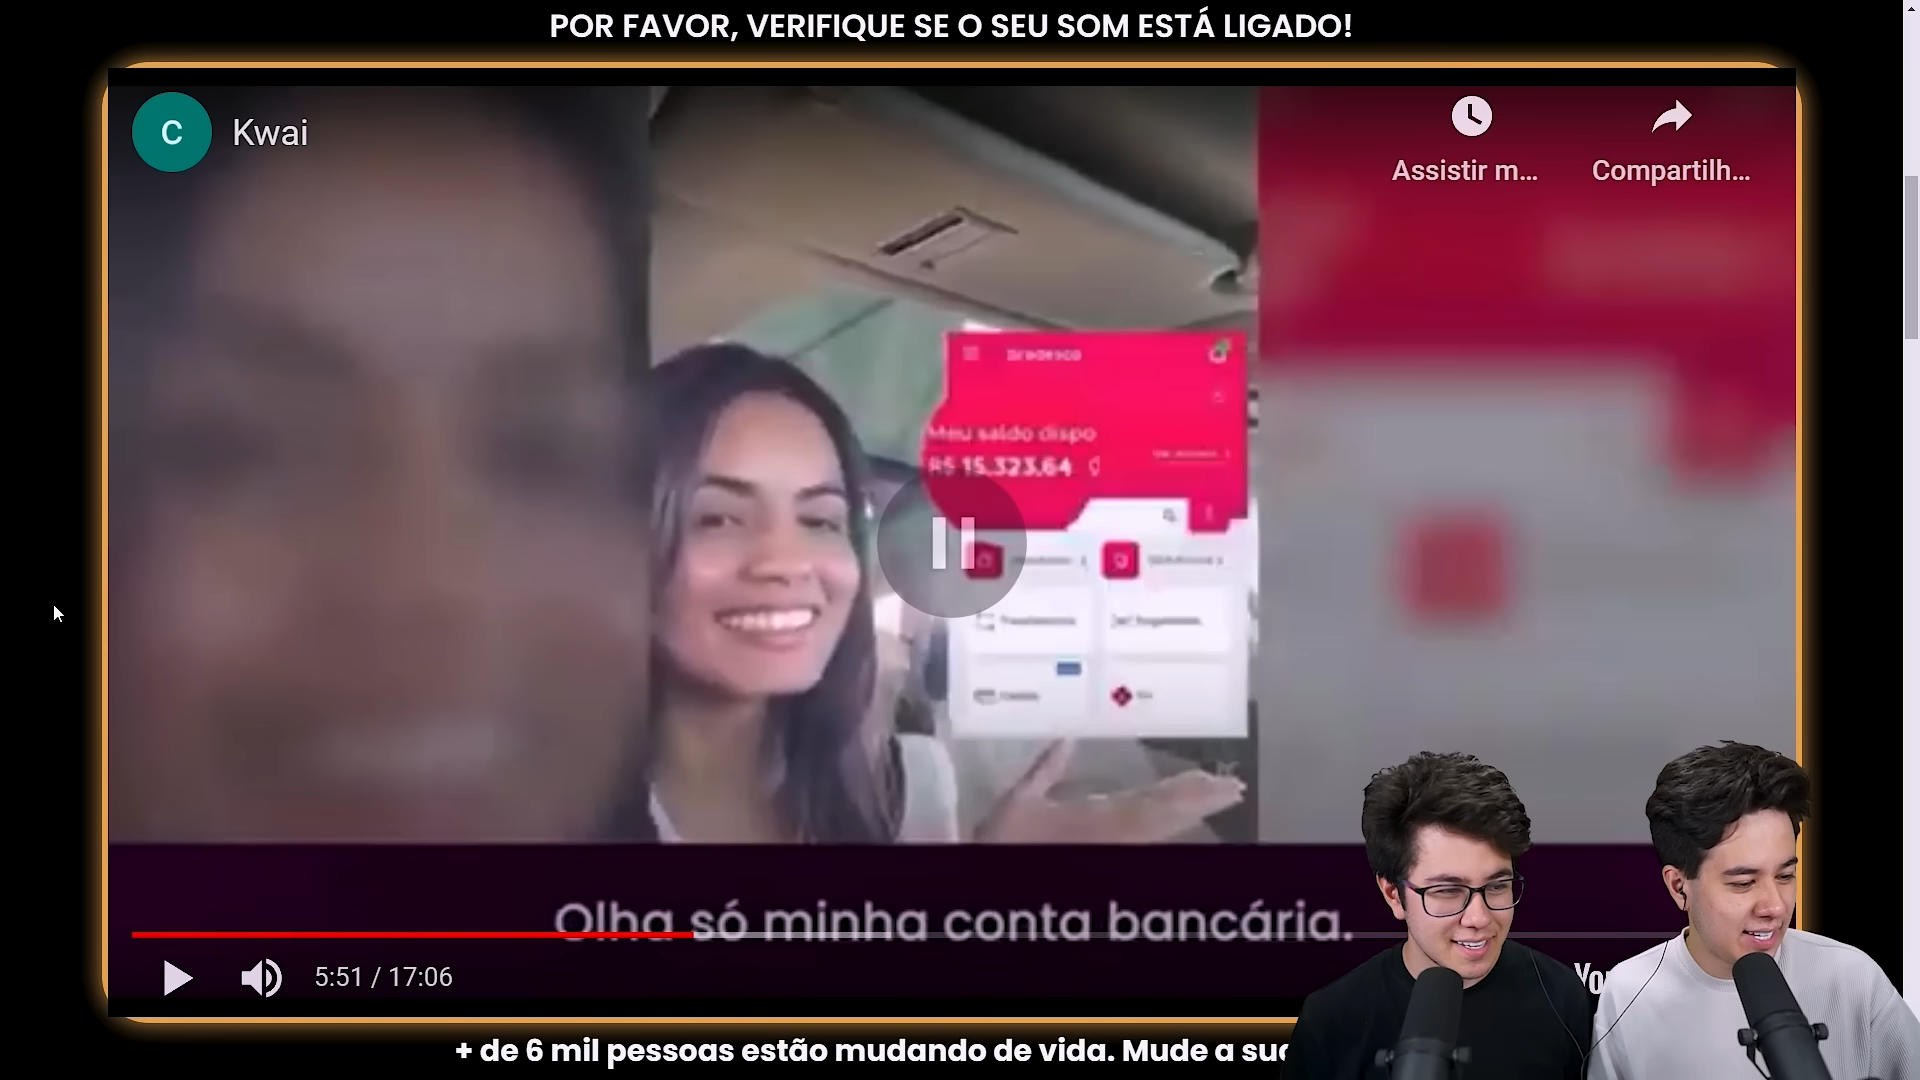 POR FAVOR, VERIFIQUE SE O SEU SOM ESTÁ LIGADO!
C
Kwai
Assistir m...
Compartilh...
Bradesco
Meu saldo dispo
R$ 15.323,64
Olha só minha conta bancária.
5:51 / 17:06
You
+ de 6 mil pessoas estão mudando de vida. Mude a sua